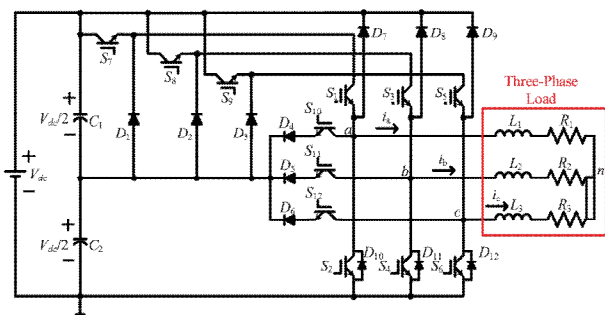 D7
D8
D9
S7
S8
S9
S1
S3
S5
Three-Phase
Load
Vdc/2
C1
D1
D2
D3
S10
D4
a
ia
L1
R1
S11
Vdc
D5
b
ib
L2
R2
n
S12
D6
c
ic
L3
R3
Vdc/2
C2
D10
D11
D12
S2
S4
S6